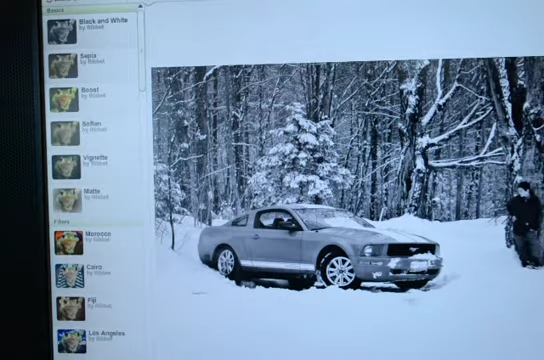 Basics
Black and White
by Ribbet
Sepia
by Ribbet
Boost
by Ribbet
Soften
by Ribbet
Vignette
by Ribbet
Matte
by Ribbet
Films
Morocco
by Ribbet
Cairo
by Ribbet
Fiji
by Ribbet
Los Angeles
by Ribbet